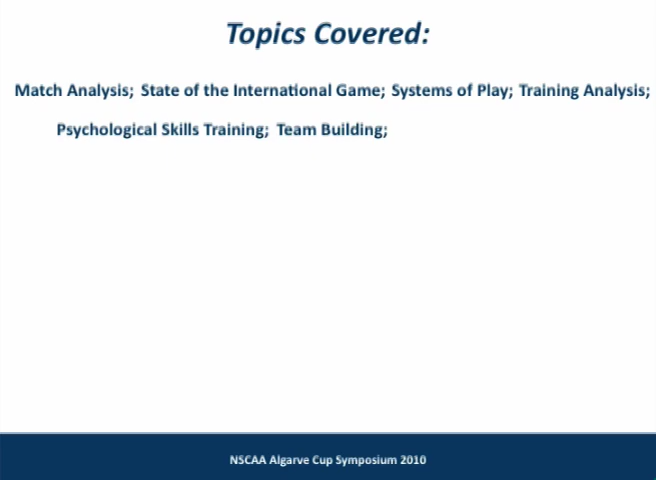 Topics Covered:
Match Analysis; State of the International Game; Systems of Play; Training Analysis;
Psychological Skills Training; Team Building;
NSCAA Algarve Cup Symposium 2010